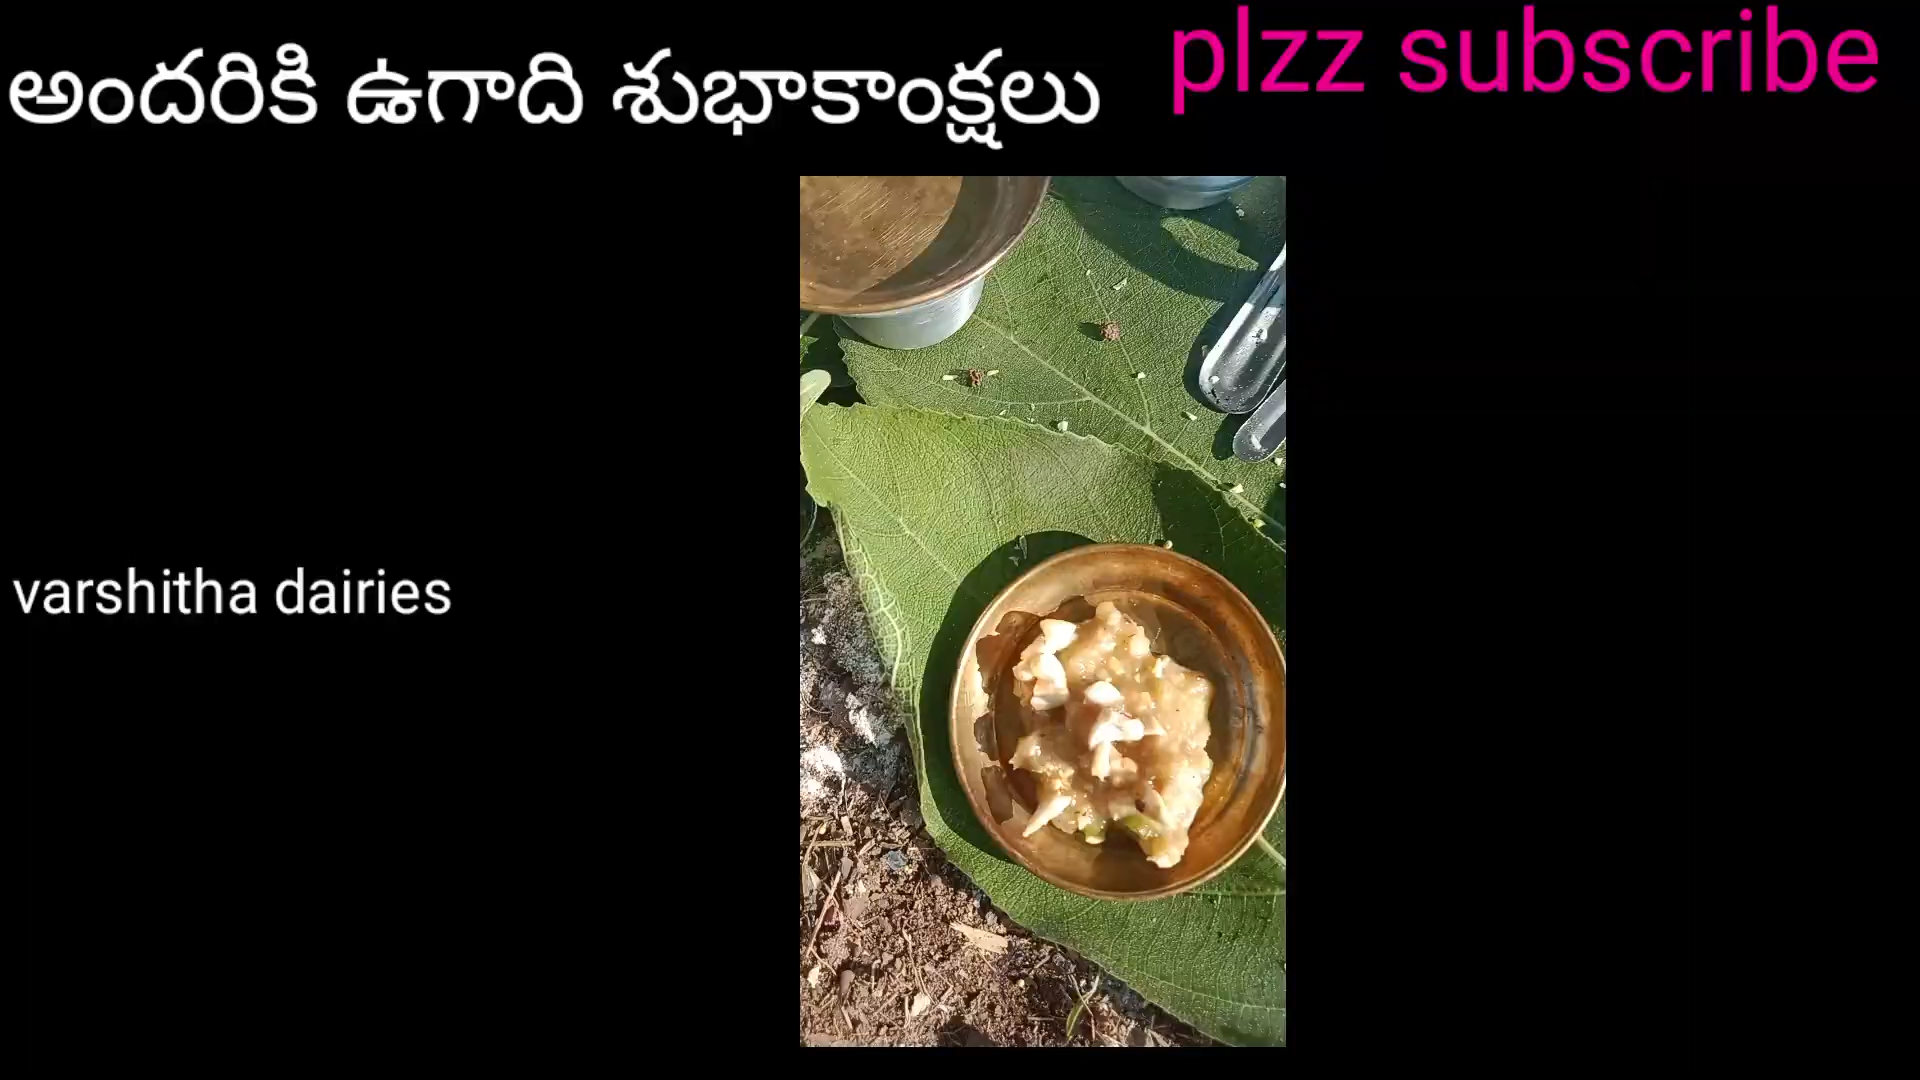 అందరికి ఉగాది శుభాకాంక్షలు
plzz subscribe
varshitha dairies